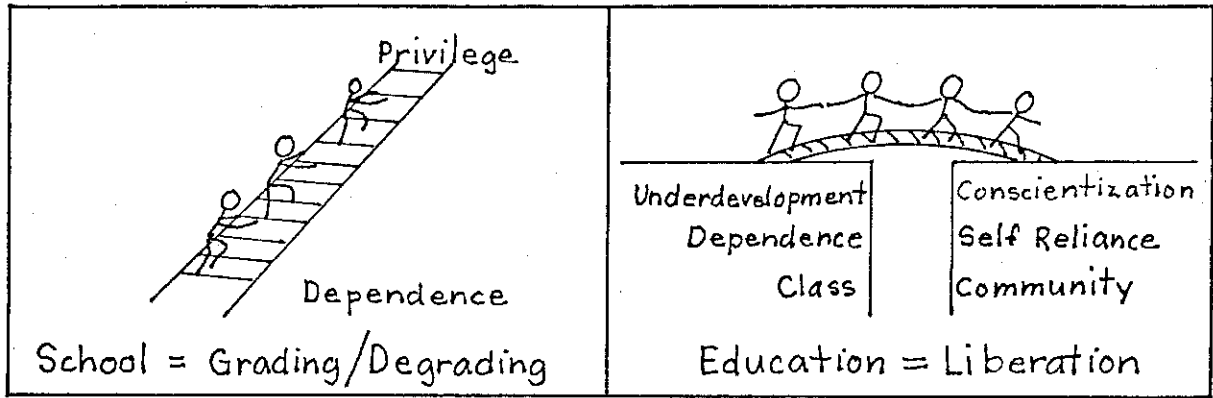 Privilege
Dependence
School = Grading/Degrading
Underdevelopment
Dependence
Class
Conscientization
Self Reliance
Community
Education = Liberation